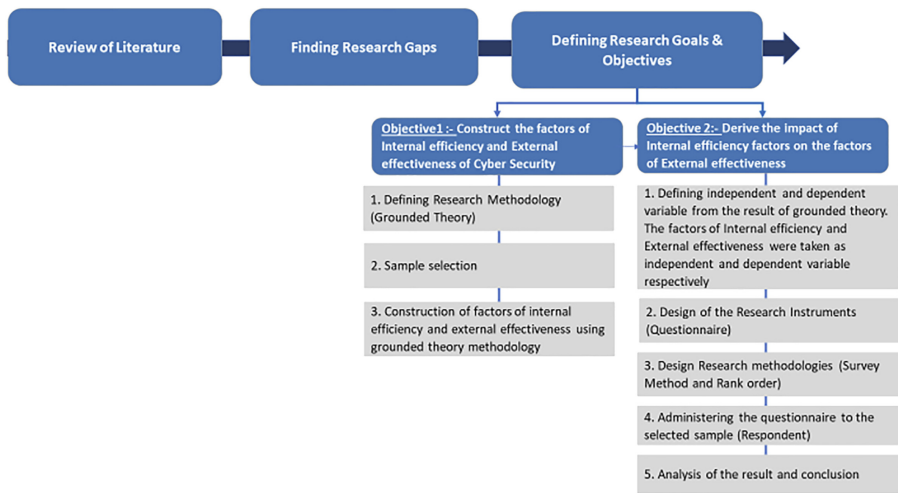 Review of Literature
Finding Research Gaps
Defining Research Goals &
Objectives
Objective1 :- Construct the factors of
Internal efficiency and External
effectiveness of Cyber Security
1. Defining Research Methodology
(Grounded Theory)
2. Sample selection
3. Construction of factors of internal
efficiency and external effectiveness using
grounded theory methodology
Objective 2:- Derive the impact of
Internal efficiency factors on the factors
of External effectiveness
1. Defining independent and dependent
variable from the result of grounded theory.
The factors of Internal efficiency and
External effectiveness were taken as
independent and dependent variable
respectively
2. Design of the Research Instruments
(Questionnaire)
3. Design Research methodologies (Survey
Method and Rank order)
4. Administering the questionnaire to the
selected sample (Respondent)
5. Analysis of the result and conclusion